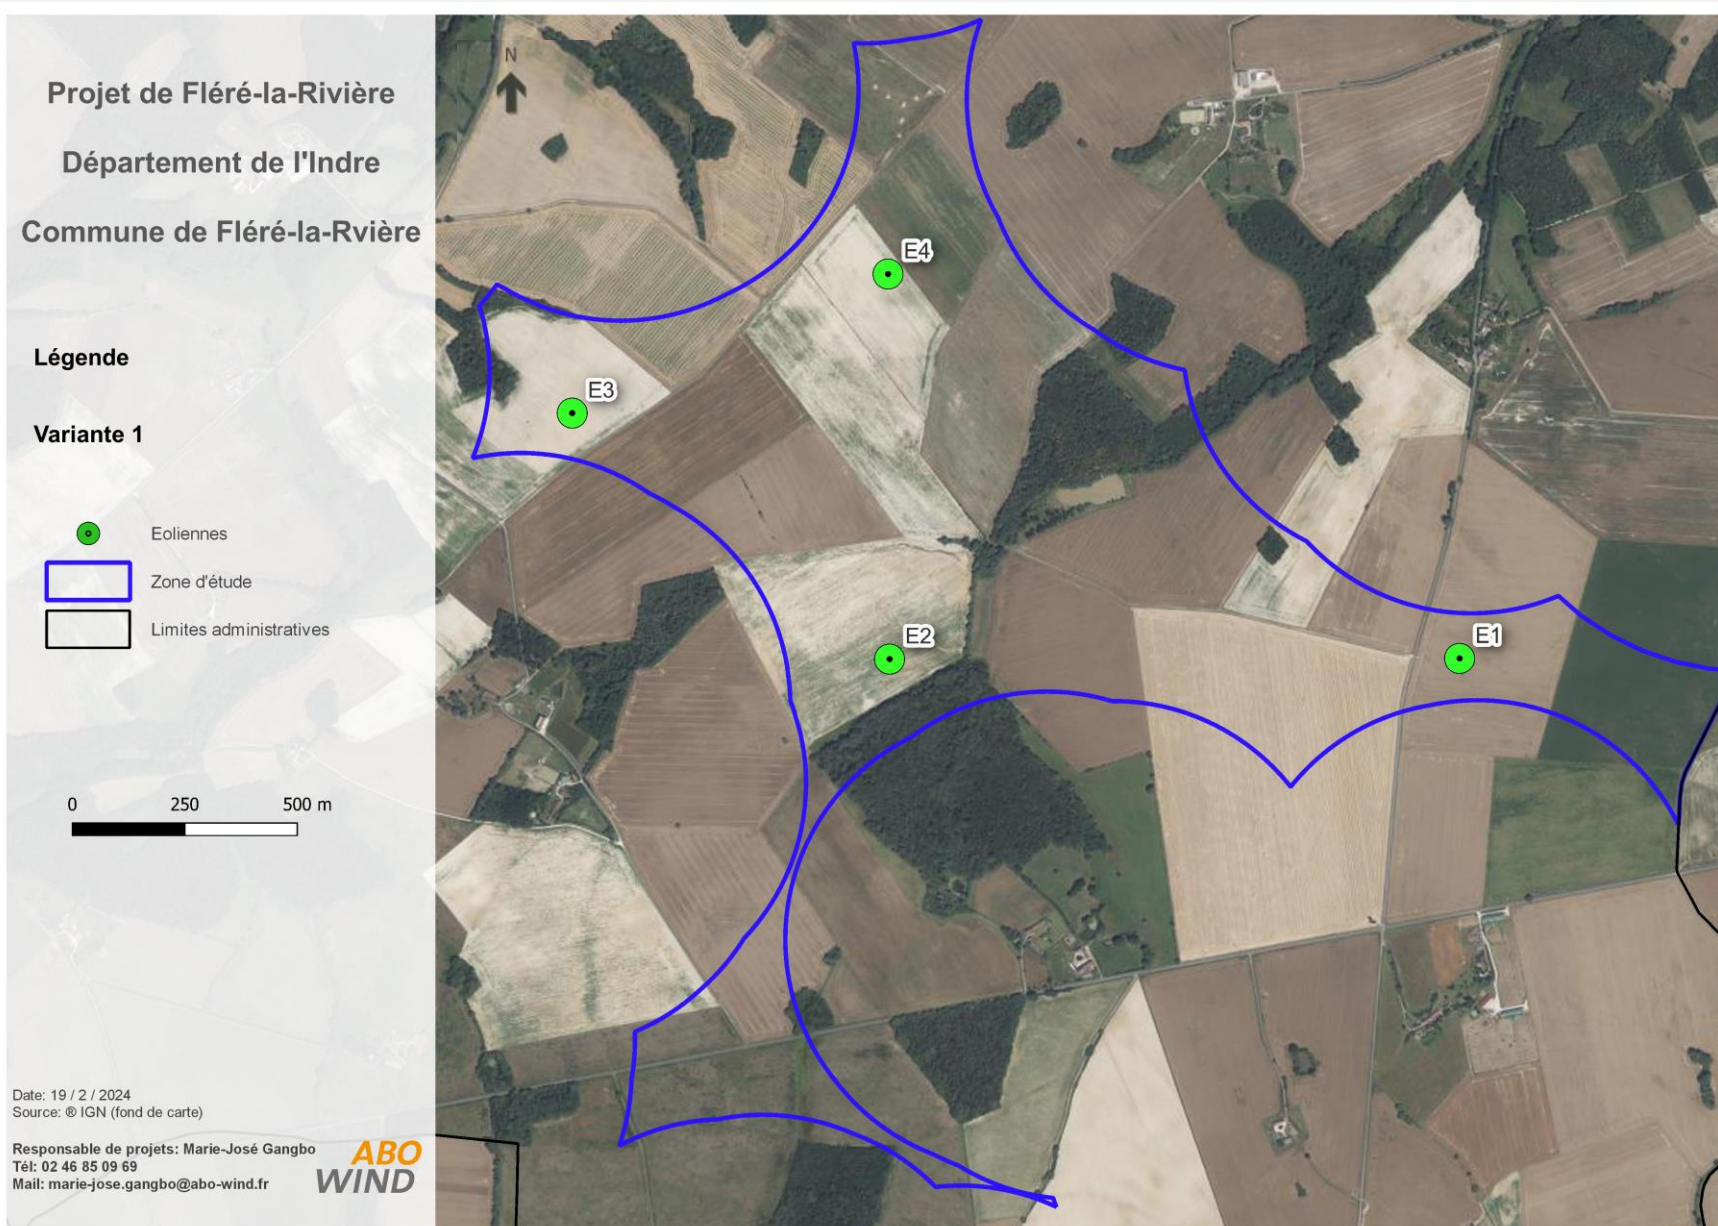 Projet de Fléré-la-Rivière
Département de l'Indre
Commune de Fléré-la-Rvière
Légende
Variante 1
Eoliennes
Zone d'étude
Limites administratives
0 250 500 m
Date: 19 / 2 / 2024
Source: ® IGN (fond de carte)
Responsable de projets: Marie-José Gangbo
Tél: 02 46 85 09 69
Mail: marie-jose.gangbo@abo-wind.fr
ABO
WIND
N
E4
E3
E2
E1